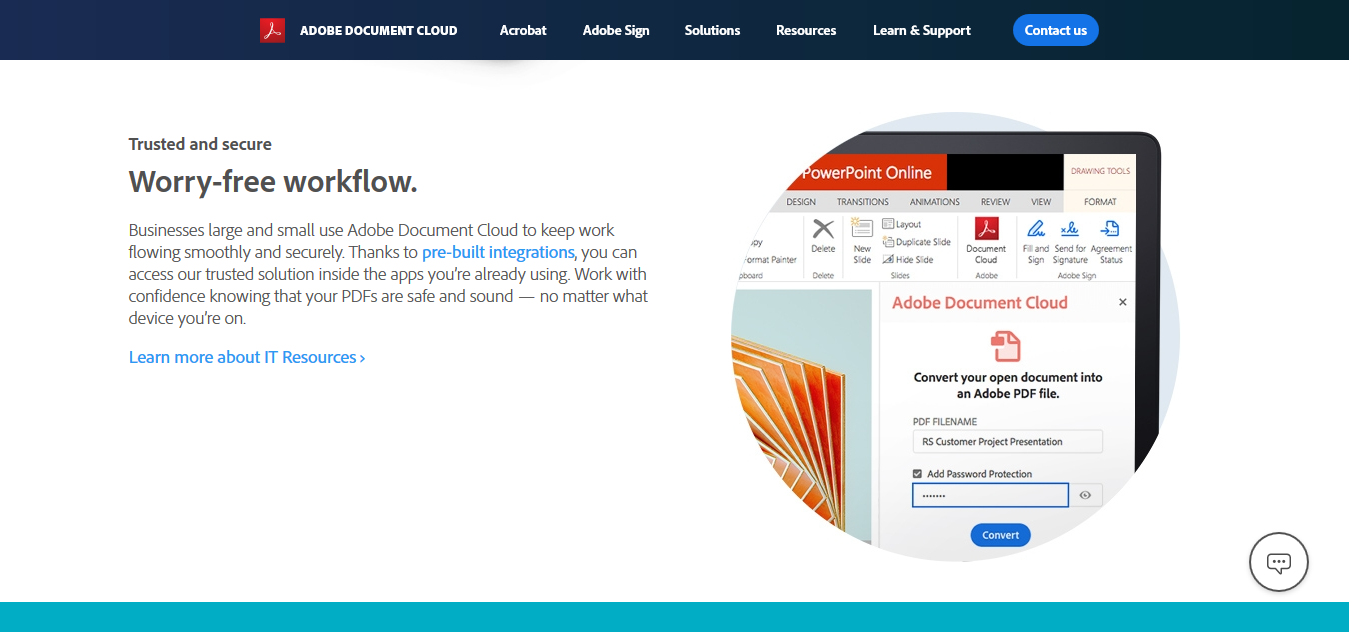 ADOBE DOCUMENT CLOUD
Acrobat
Adobe Sign
Solutions
Resources
Learn & Support
Contact us
Trusted and secure
Worry-free workflow.
Businesses large and small use Adobe Document Cloud to keep work
flowing smoothly and securely. Thanks to pre-built integrations, you can
access our trusted solution inside the apps you're already using. Work with
confidence knowing that your PDFs are safe and sound — no matter what
device you're on.
Learn more about IT Resources ›
PowerPoint Online
DRAWING TOOLS
DESIGN TRANSITIONS ANIMATIONS REVIEW VIEW FORMAT
Layout
Duplicate Slide
Hide Slide
Delete
New
Slide
Document
Cloud
Fill and
Sign
Send for
Signature
Agreement
Status
Format Painter
Delete
Slides
Adobe
Adobe Sign
Adobe Document Cloud
Convert your open document into
an Adobe PDF file.
PDF FILENAME
RS Customer Project Presentation
Add Password Protection
Convert